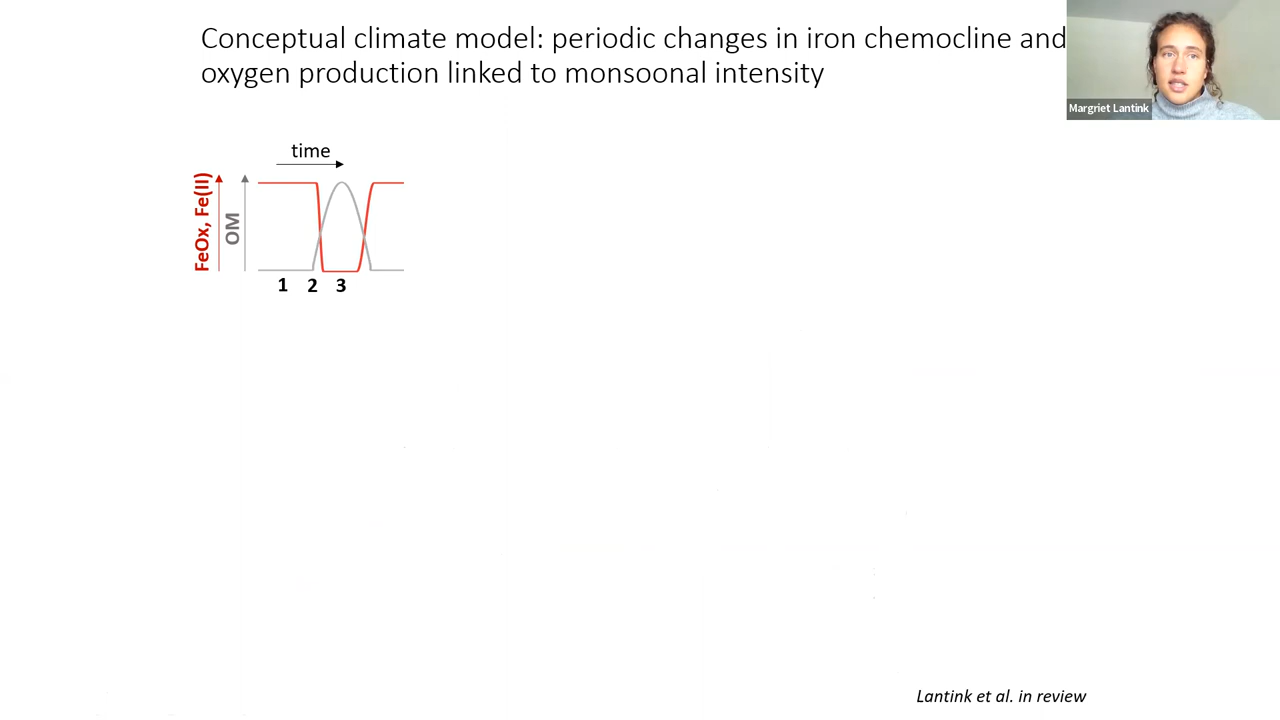 Conceptual climate model: periodic changes in iron chemocline and
oxygen production linked to monsoonal intensity
Margriet Lantink
time
FeOx, Fe(II)
OM
1 2 3
Lantink et al. in review